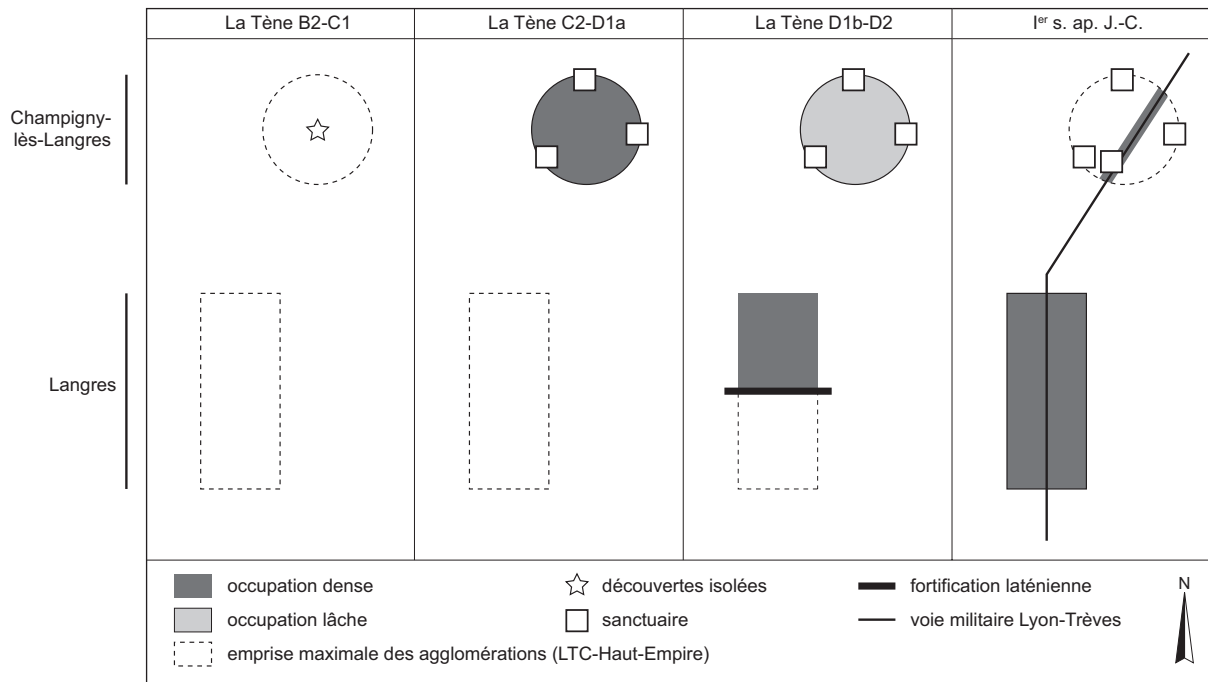 La Tène B2-C1
La Tène C2-D1a
La Tène D1b-D2
Ier s. ap. J.-C.
Champigny-
lès-Langres
Langres
occupation dense
découvertes isolées
fortification laténienne
occupation lâche
sanctuaire
voie militaire Lyon-Trèves
emprise maximale des agglomérations (LTC-Haut-Empire)
N